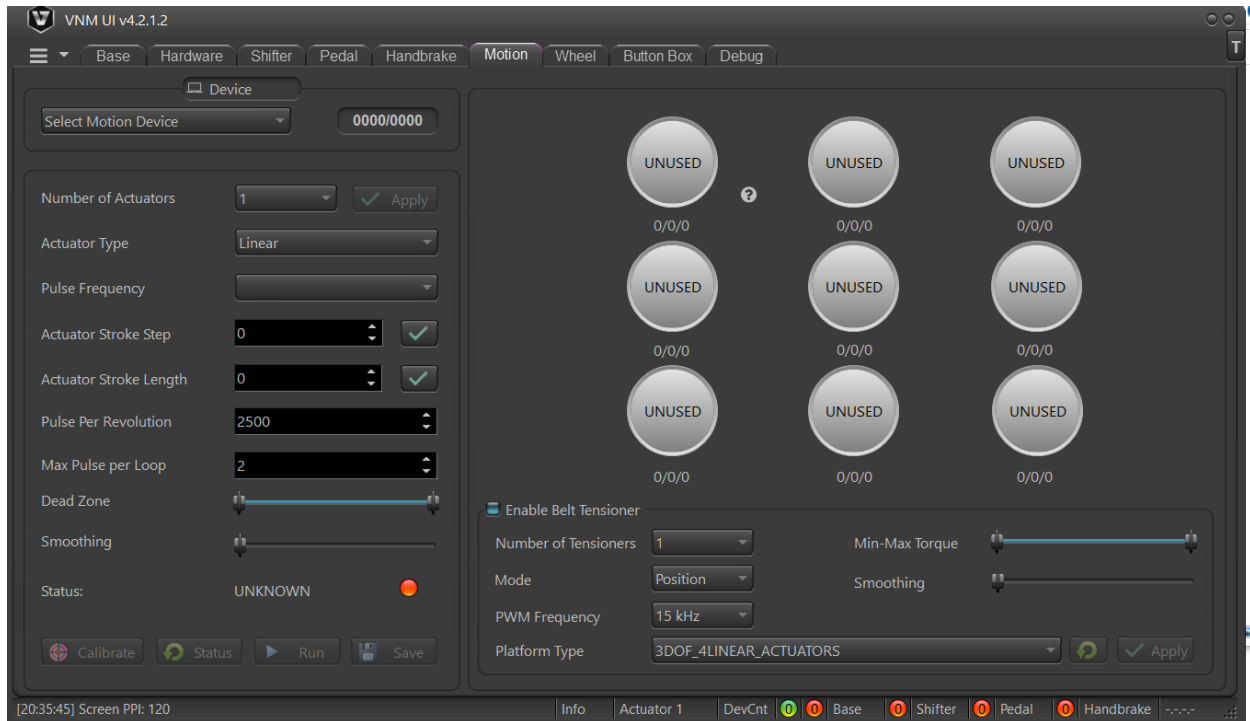 VNM UI v4.2.1.2
T
Base Hardware Shifter Pedal Handbrake Motion Wheel Button Box Debug
Device
Select Motion Device 0000/0000
Number of Actuators 1 Apply
Actuator Type Linear
Pulse Frequency
Actuator Stroke Step 0
Actuator Stroke Length 0
Pulse Per Revolution 2500
Max Pulse per Loop 2
Dead Zone
Smoothing
Status: UNKNOWN
Calibrate Status Run Save
UNUSED UNUSED UNUSED
?
0/0/0 0/0/0 0/0/0
UNUSED UNUSED UNUSED
0/0/0 0/0/0 0/0/0
UNUSED UNUSED UNUSED
0/0/0 0/0/0 0/0/0
Enable Belt Tensioner
Number of Tensioners 1 Min-Max Torque
Mode Position Smoothing
PWM Frequency 15 kHz
Platform Type 3DOF_4LINEAR_ACTUATORS Apply
[20:35:45] Screen PPI: 120 Info Actuator 1 DevCnt 0 0 Base 0 Shifter 0 Pedal 0 Handbrake -.-.-.-